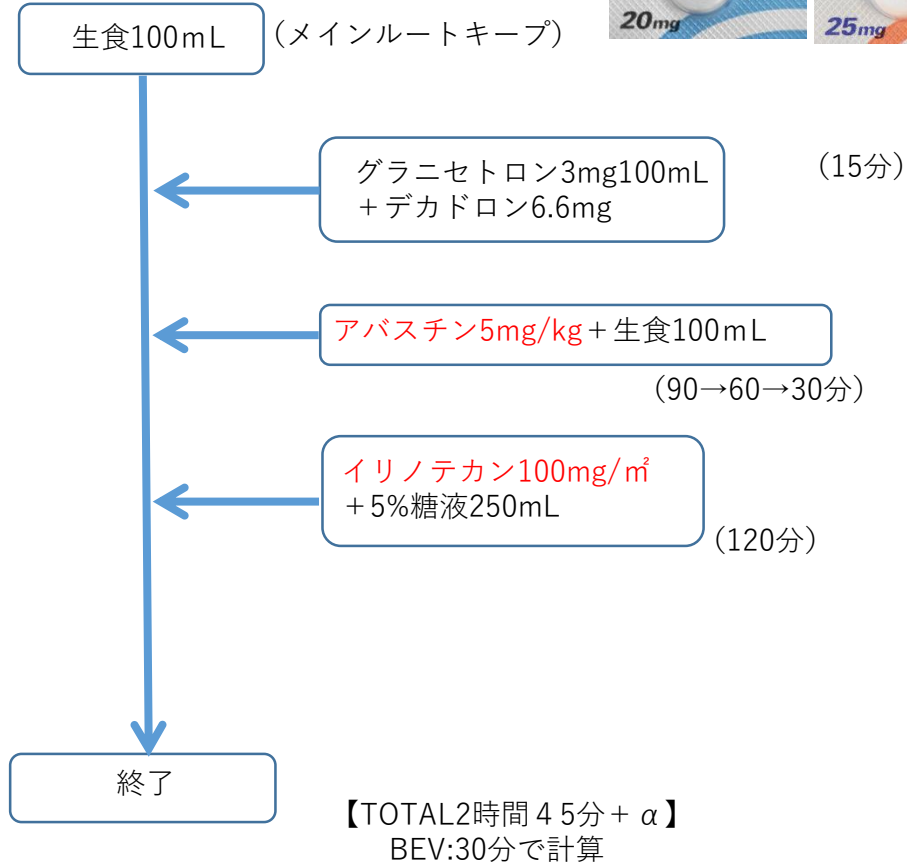 20mg
25mg
生食100mL
(メインルートキープ)
グラニセトロン3mg100mL
+デカドロン6.6mg
(15分)
アバスチン5mg/kg+生食100mL
(90→60→30分)
イリノテカン100mg/㎡
+5%糖液250mL
(120分)
終了
【TOTAL2時間45分+α】
BEV:30分で計算